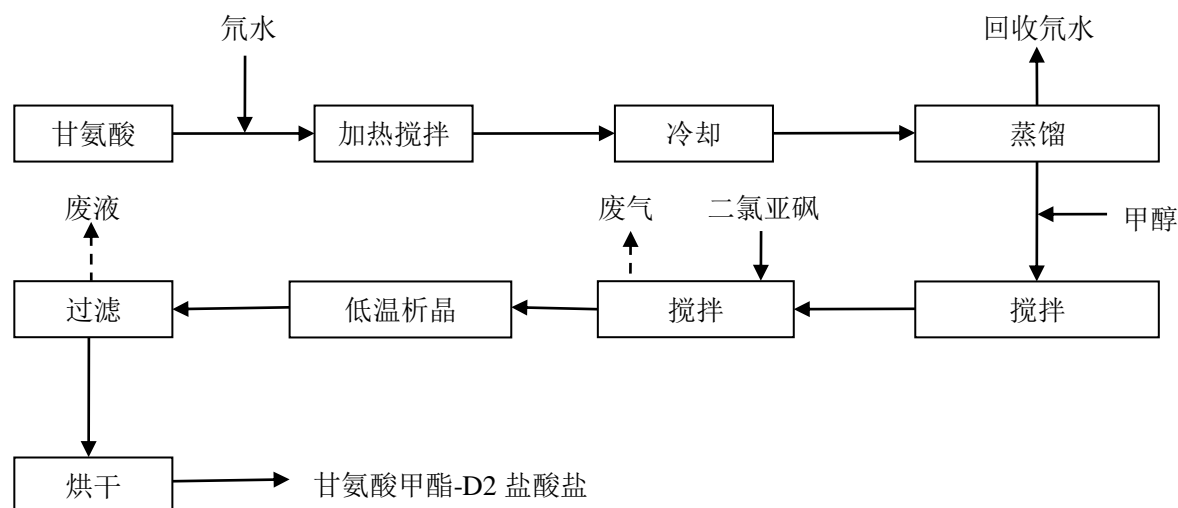 氘水
回收氘水
甘氨酸
加热搅拌
冷却
蒸馏
废液
废气
二氯亚砜
甲醇
过滤
低温析晶
搅拌
搅拌
烘干
甘氨酸甲酯-D2 盐酸盐